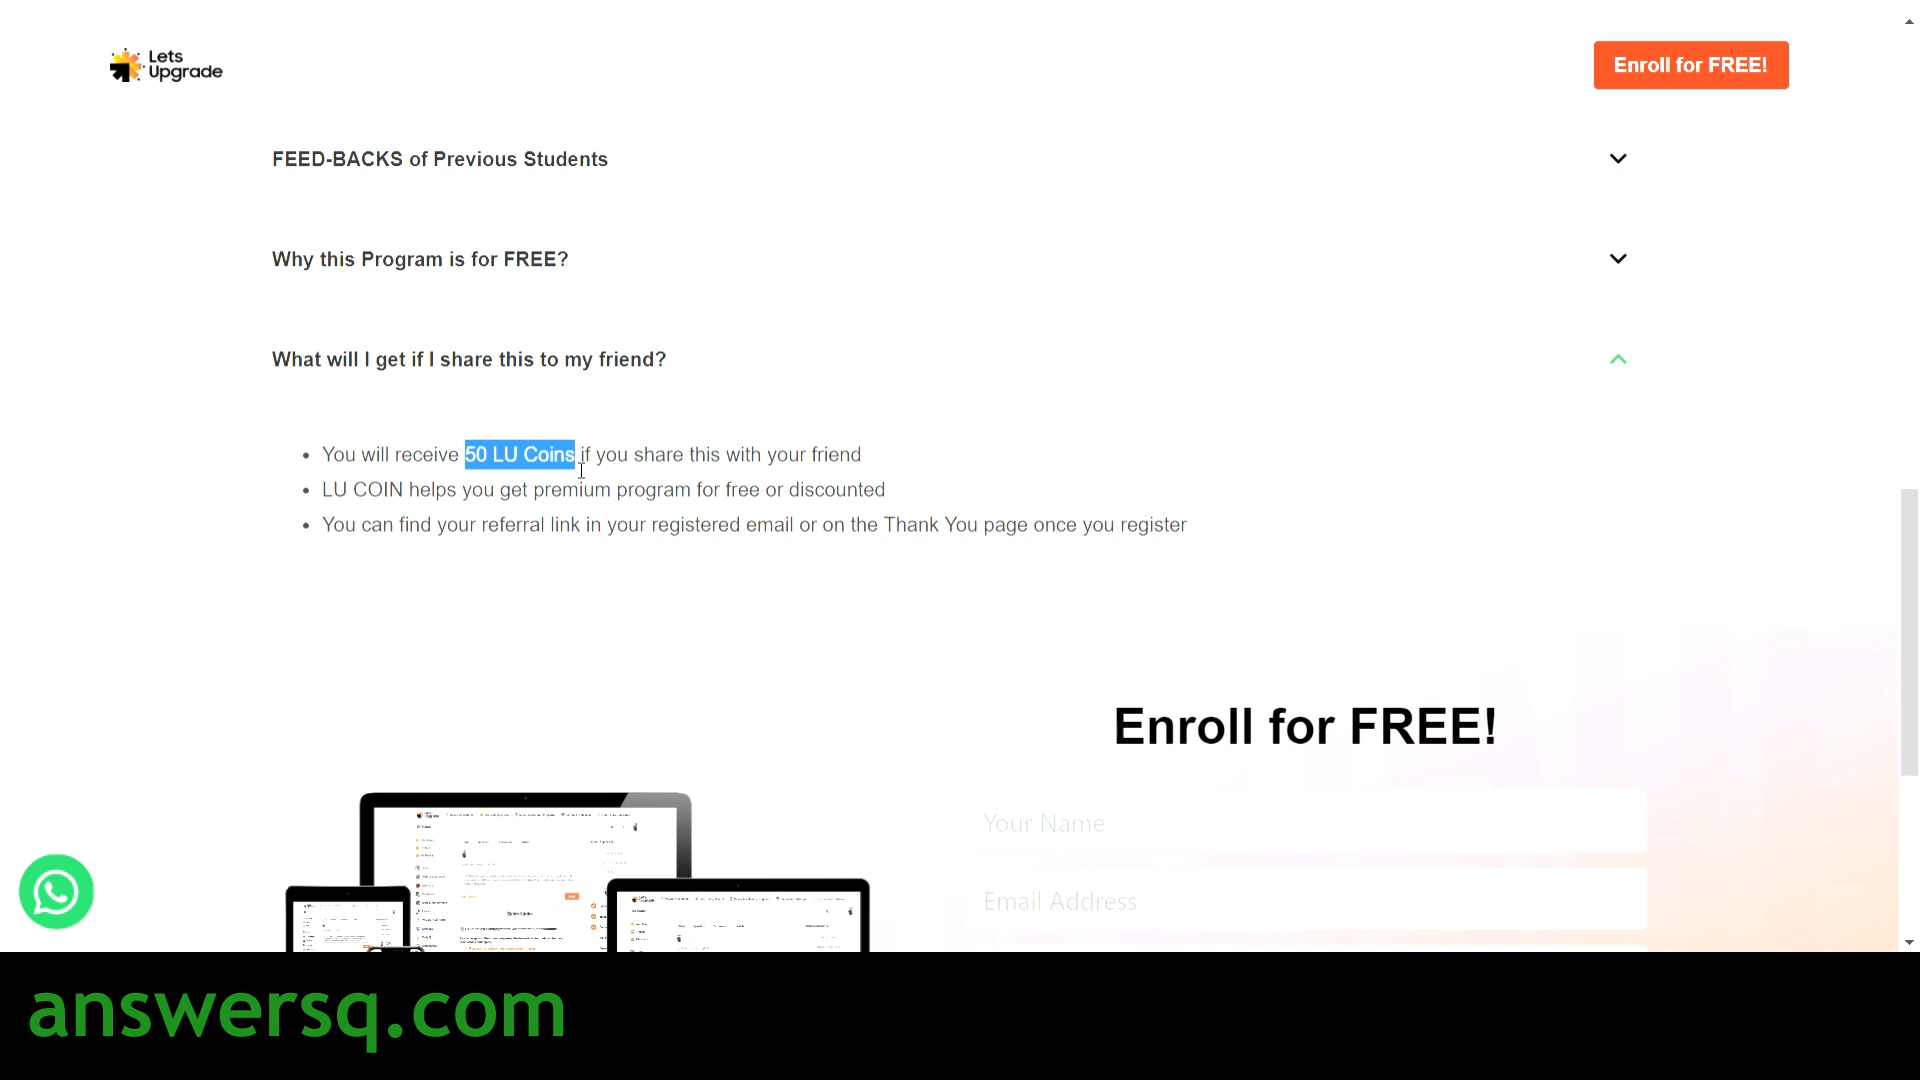 Lets
Upgrade
Enroll for FREE!
FEED-BACKS of Previous Students
Why this Program is for FREE?
What will I get if I share this to my friend?
You will receive 50 LU Coins if you share this with your friend
LU COIN helps you get premium program for free or discounted
You can find your referral link in your registered email or on the Thank You page once you register
Enroll for FREE!
Your Name
Email Address
answersq.com